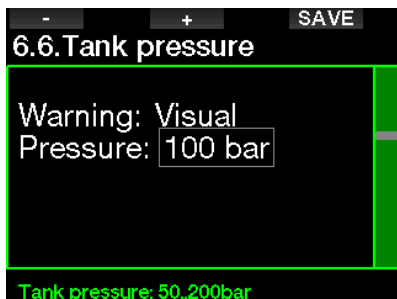 - + SAVE
6.6.Tank pressure
Warning: Visual
Pressure: 100 bar
Tank pressure: 50..200bar